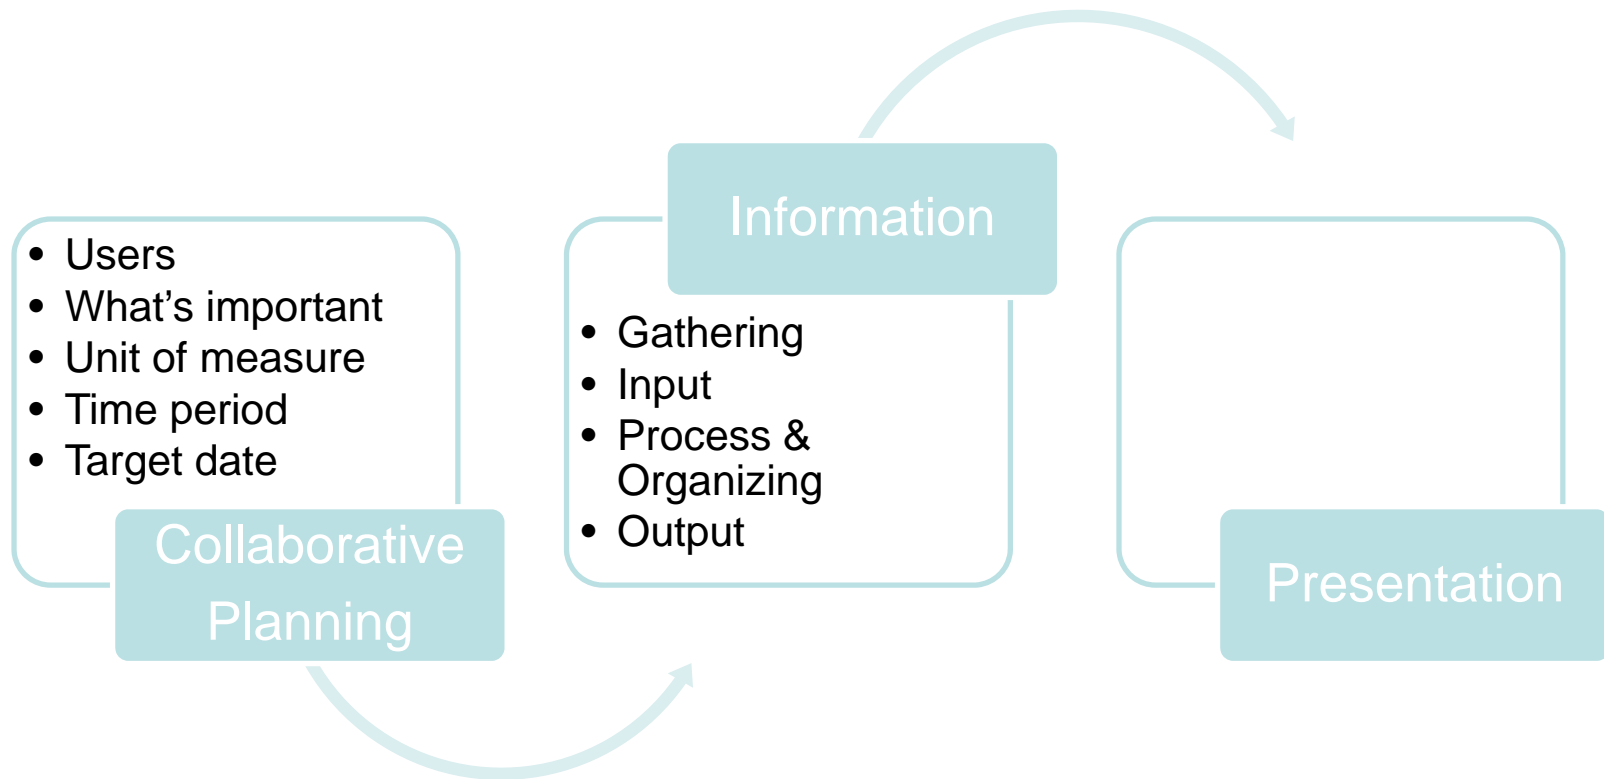 • Users
• What’s important
• Unit of measure
• Time period
• Target date
Collaborative
Planning
Information
• Gathering
• Input
• Process &
Organizing
• Output
Presentation